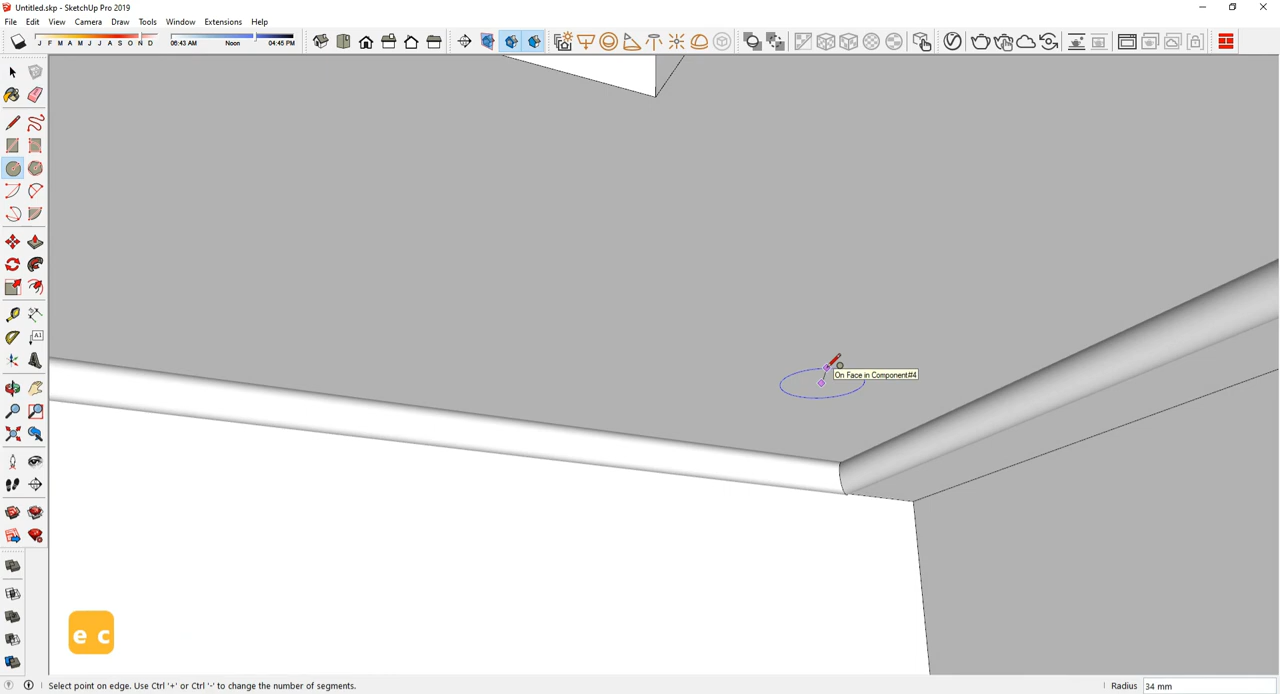 Untitled.skp - SketchUp Pro 2019
File Edit View Camera Draw Tools Window Extensions Help
J F M A M J J A S O N D 06:43 AM Noon 04:45 PM
A1
On Face in Component#4
e c
Select point on edge. Use Ctrl '+' or Ctrl '-' to change the number of segments. Radius 34 mm